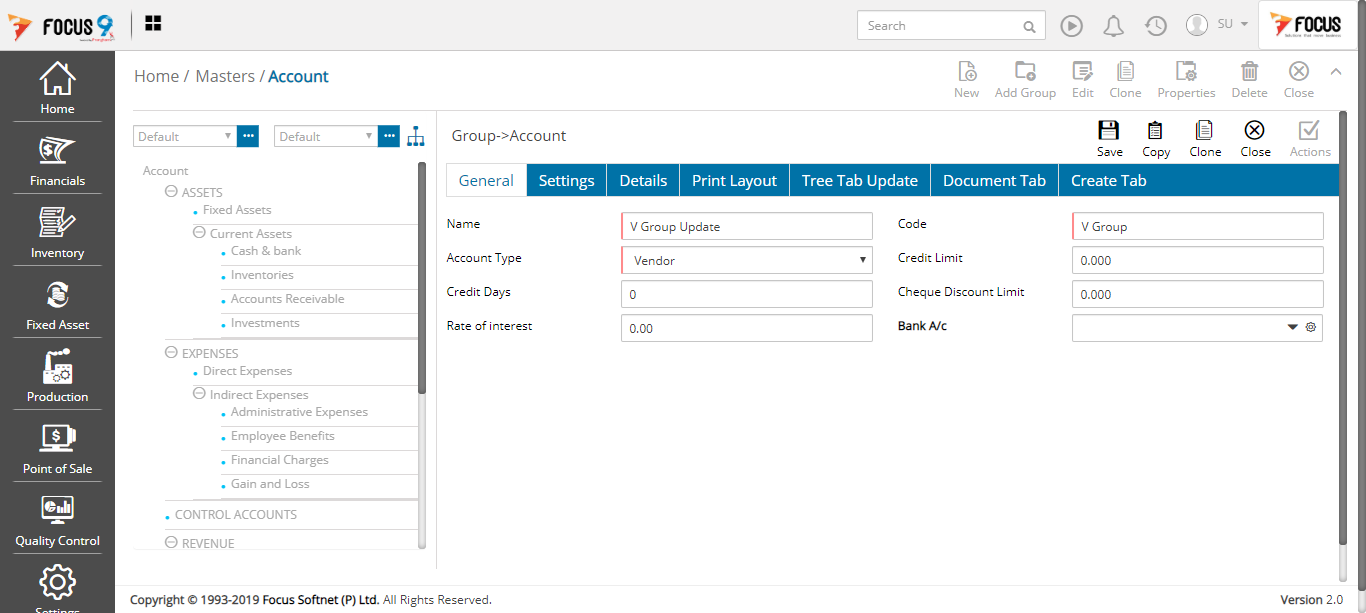 FOCUS 9
Search
SU
FOCUS
Home / Masters / Account
New Add Group Edit Clone Properties Delete Close
Home
Financials
Inventory
Fixed Asset
Production
Point of Sale
Quality Control
Settings
Default Default
Account
ASSETS
Fixed Assets
Current Assets
Cash & bank
Inventories
Accounts Receivable
Investments
EXPENSES
Direct Expenses
Indirect Expenses
Administrative Expenses
Employee Benefits
Financial Charges
Gain and Loss
CONTROL ACCOUNTS
REVENUE
Group->Account
Save Copy Clone Close Actions
General Settings Details Print Layout Tree Tab Update Document Tab Create Tab
Name V Group Update Code V Group
Account Type Vendor Credit Limit 0.000
Credit Days 0 Cheque Discount Limit 0.000
Rate of interest 0.00 Bank A/c
Copyright © 1993-2019 Focus Softnet (P) Ltd. All Rights Reserved. Version 2.0